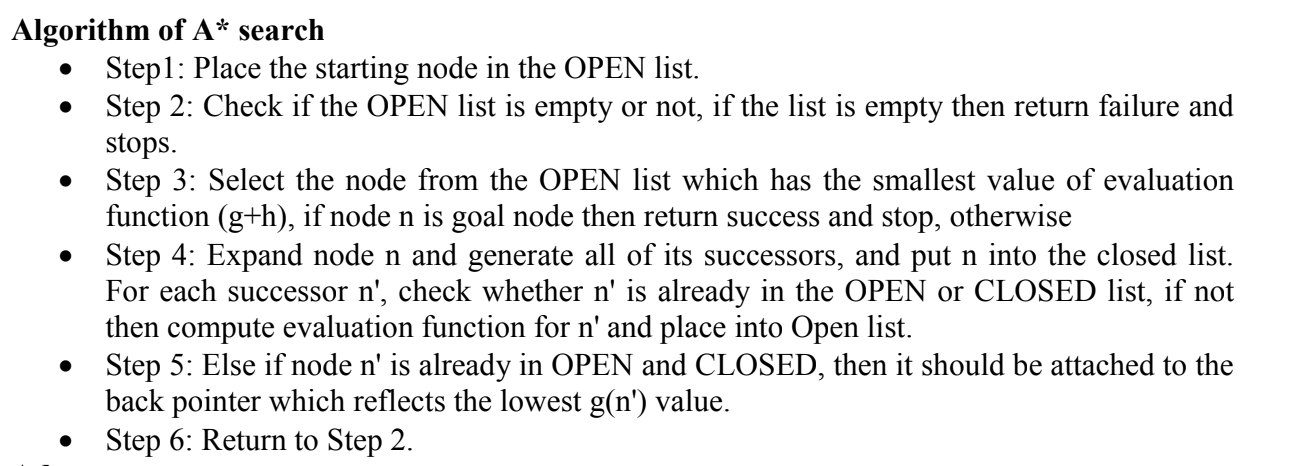 Algorithm of A* search
• Step1: Place the starting node in the OPEN list.
• Step 2: Check if the OPEN list is empty or not, if the list is empty then return failure and
stops.
• Step 3: Select the node from the OPEN list which has the smallest value of evaluation
function (g+h), if node n is goal node then return success and stop, otherwise
• Step 4: Expand node n and generate all of its successors, and put n into the closed list.
For each successor n', check whether n' is already in the OPEN or CLOSED list, if not
then compute evaluation function for n' and place into Open list.
• Step 5: Else if node n' is already in OPEN and CLOSED, then it should be attached to the
back pointer which reflects the lowest g(n') value.
• Step 6: Return to Step 2.